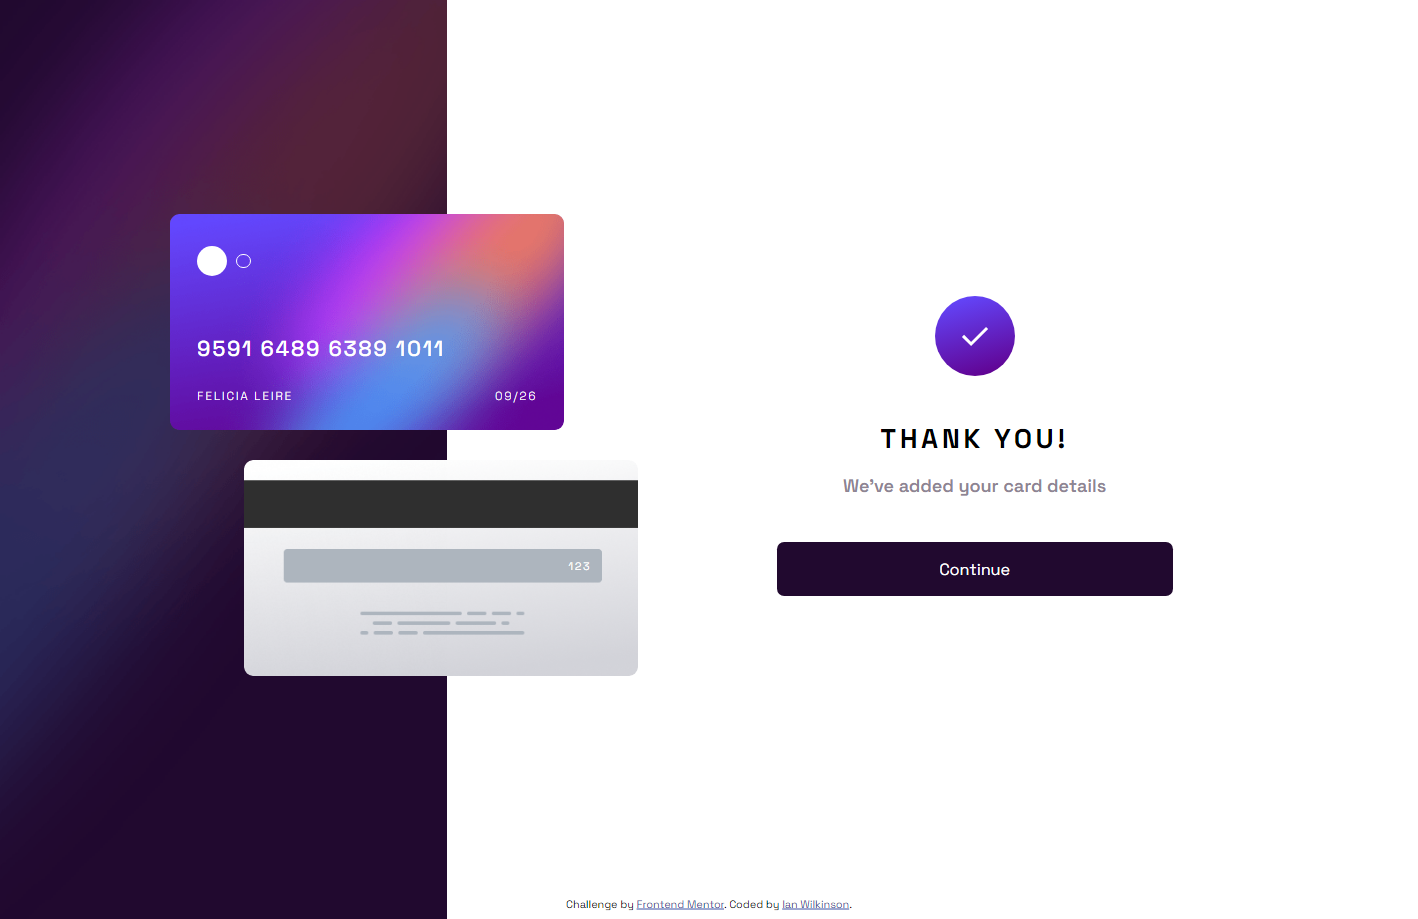 9591 6489 6389 1011
FELICIA LEIRE 09/26
123
THANK YOU!
We've added your card details
Continue
Challenge by Frontend Mentor. Coded by Ian Wilkinson.